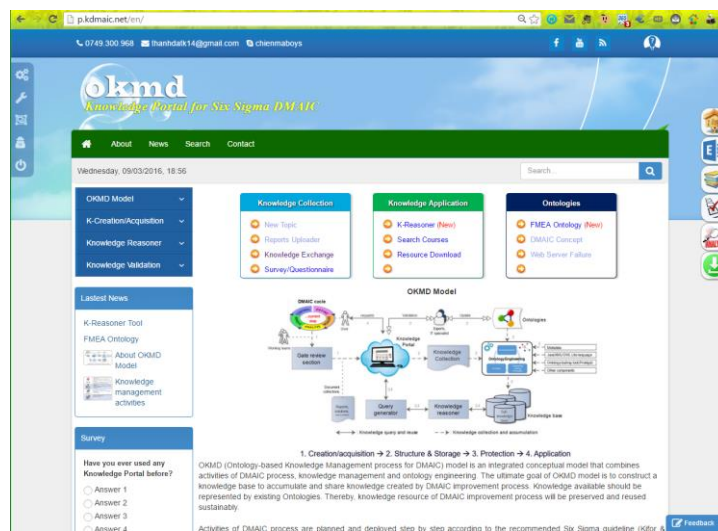 p.kdmaic.net/en/
0749.300.968 thanhdatk14@gmail.com chienmaboys
okmd
Knowledge Portal for Six Sigma DMAIC
About News Search Contact
Wednesday, 09/03/2016, 18:56
Search...
OKMD Model
K-Creation/Acquisition
Knowledge Reasoner
Knowledge Validation
Knowledge Collection
New Topic
Reports Uploader
Knowledge Exchange
Survey/Questionnaire
Knowledge Application
K-Reasoner (New)
Search Courses
Resource Download
Ontologies
FMEA Ontology (New)
DMAIC Concept
Web Server Failure
Lastest News
K-Reasoner Tool
FMEA Ontology
About OKMD
Model
Knowledge
management
activities
Survey
Have you ever used any
Knowledge Portal before?
Answer 1
Answer 2
Answer 3
Answer 4
OKMD Model
DMAIC cycle
Ontologies
Knowledge
Portal
Gate review
section
Knowledge
Collection
Ontology Engineering
Query
generator
Knowledge
reasoner
Knowledge base
Knowledge query and reuse
Knowledge collection and accumulation
1. Creation/acquisition → 2. Structure & Storage → 3. Protection → 4. Application
OKMD (Ontology-based Knowledge Management process for DMAIC) model is an integrated conceptual model that combines
activities of DMAIC process, knowledge management and ontology engineering. The ultimate goal of OKMD model is to construct a
knowledge base to accumulate and share knowledge created by DMAIC improvement process. Knowledge available should be
represented by existing Ontologies. Thereby, knowledge resource of DMAIC improvement process will be preserved and reused
sustainably.
Activities of DMAIC process are planned and deployed step by step according to the recommended Six Sigma guideline (Kifor &
Feedback